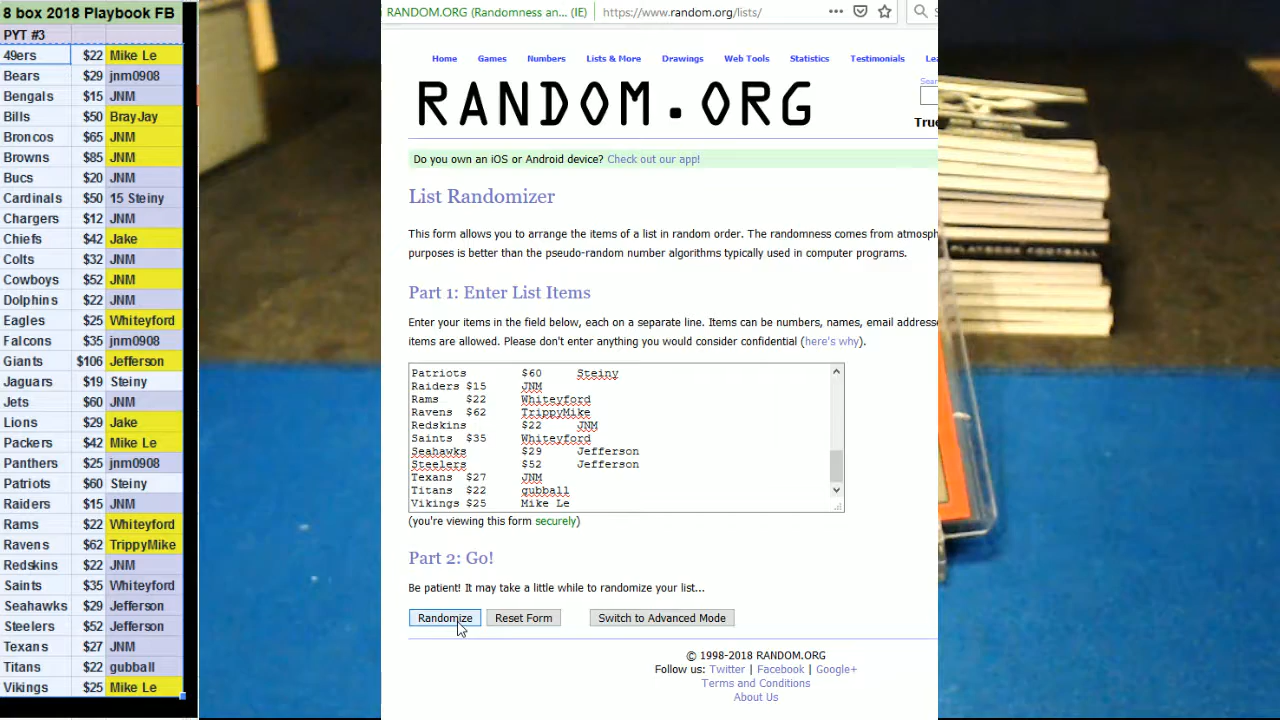 8 box 2018 Playbook FB
PYT #3
49ers $22 Mike Le
Bears $29 jnm0908
Bengals $15 JNM
Bills $50 BrayJay
Broncos $65 JNM
Browns $85 JNM
Bucs $20 JNM
Cardinals $50 15 Steiny
Chargers $12 JNM
Chiefs $42 Jake
Colts $32 JNM
Cowboys $52 JNM
Dolphins $22 JNM
Eagles $25 Whiteyford
Falcons $35 jnm0908
Giants $106 Jefferson
Jaguars $19 Steiny
Jets $60 JNM
Lions $29 Jake
Packers $42 Mike Le
Panthers $25 jnm0908
Patriots $60 Steiny
Raiders $15 JNM
Rams $22 Whiteyford
Ravens $62 TrippyMike
Redskins $22 JNM
Saints $35 Whiteyford
Seahawks $29 Jefferson
Steelers $52 Jefferson
Texans $27 JNM
Titans $22 gubball
Vikings $25 Mike Le
RANDOM.ORG (Randomness an... (IE) https://www.random.org/lists/
Home Games Numbers Lists & More Drawings Web Tools Statistics Testimonials Lea
Sear
RANDOM.ORG
Tru
Do you own an iOS or Android device? Check out our app!
List Randomizer
This form allows you to arrange the items of a list in random order. The randomness comes from atmosph
purposes is better than the pseudo-random number algorithms typically used in computer programs.
Part 1: Enter List Items
Enter your items in the field below, each on a separate line. Items can be numbers, names, email addresse
items are allowed. Please don't enter anything you would consider confidential (here's why).
Patriots $60 Steiny
Raiders $15 JNM
Rams $22 Whiteyford
Ravens $62 TrippyMike
Redskins $22 JNM
Saints $35 Whiteyford
Seahawks $29 Jefferson
Steelers $52 Jefferson
Texans $27 JNM
Titans $22 gubball
Vikings $25 Mike Le
(you're viewing this form securely)
Part 2: Go!
Be patient! It may take a little while to randomize your list...
Randomize Reset Form Switch to Advanced Mode
© 1998-2018 RANDOM.ORG
Follow us: Twitter | Facebook | Google+
Terms and Conditions
About Us
PLAYBOOK FOOTBALL